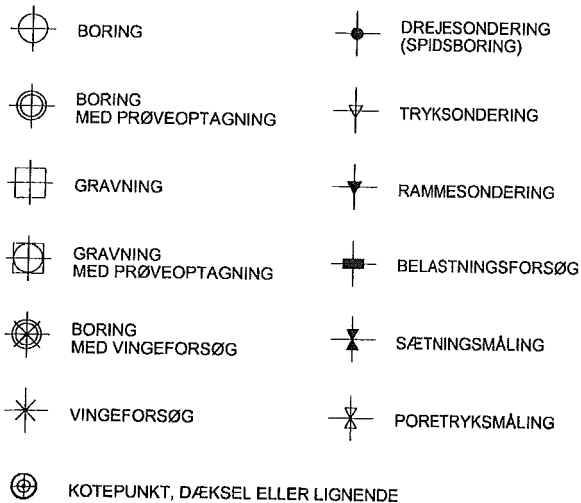 BORING
BORING
MED PRØVEOPTAGNING
GRAVNING
GRAVNING
MED PRØVEOPTAGNING
BORING
MED VINGEFORSØG
VINGEFORSØG
KOTEPUNKT, DÆKSEL ELLER LIGNENDE
DREJESONDERING
(SPIDSBORING)
TRYKSONDERING
RAMMESONDERING
BELASTNINGSFORSØG
SÆTNINGSMÅLING
PORETRYKSMÅLING